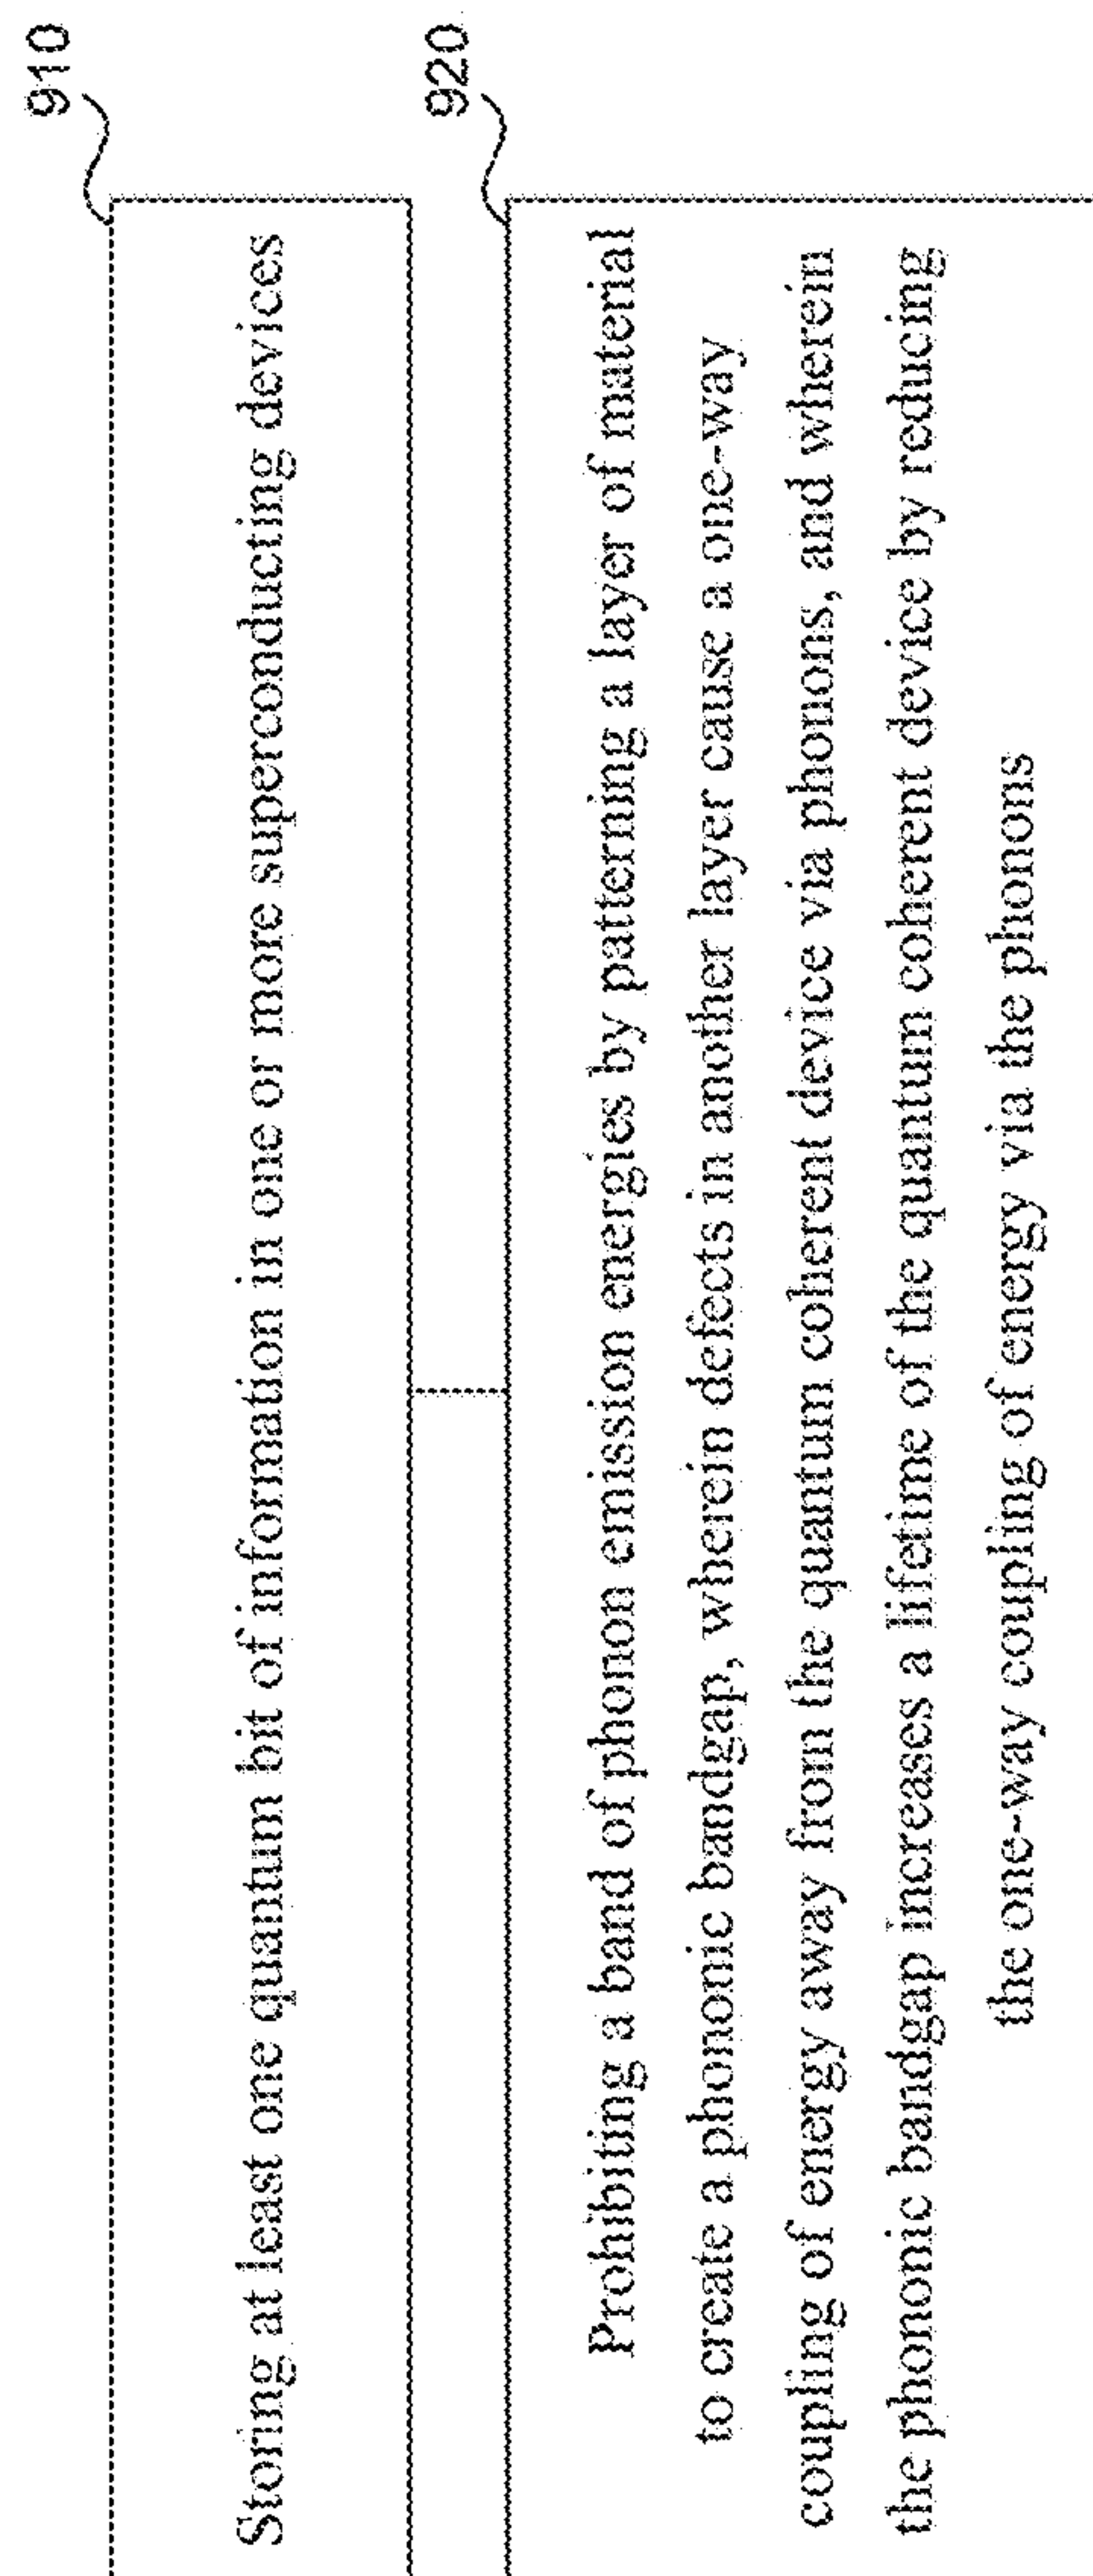 910
Storing at least one quantum bit of information in one or more superconducting devices
920
Prohibiting a band of phonon emission energies by patterning a layer of material
to create a phononic bandgap, wherein defects in another layer cause a one-way
coupling of energy away from the quantum coherent device via phonons, and wherein
the phononic bandgap increases a lifetime of the quantum coherent device by reducing
the one-way coupling of energy via the phonons